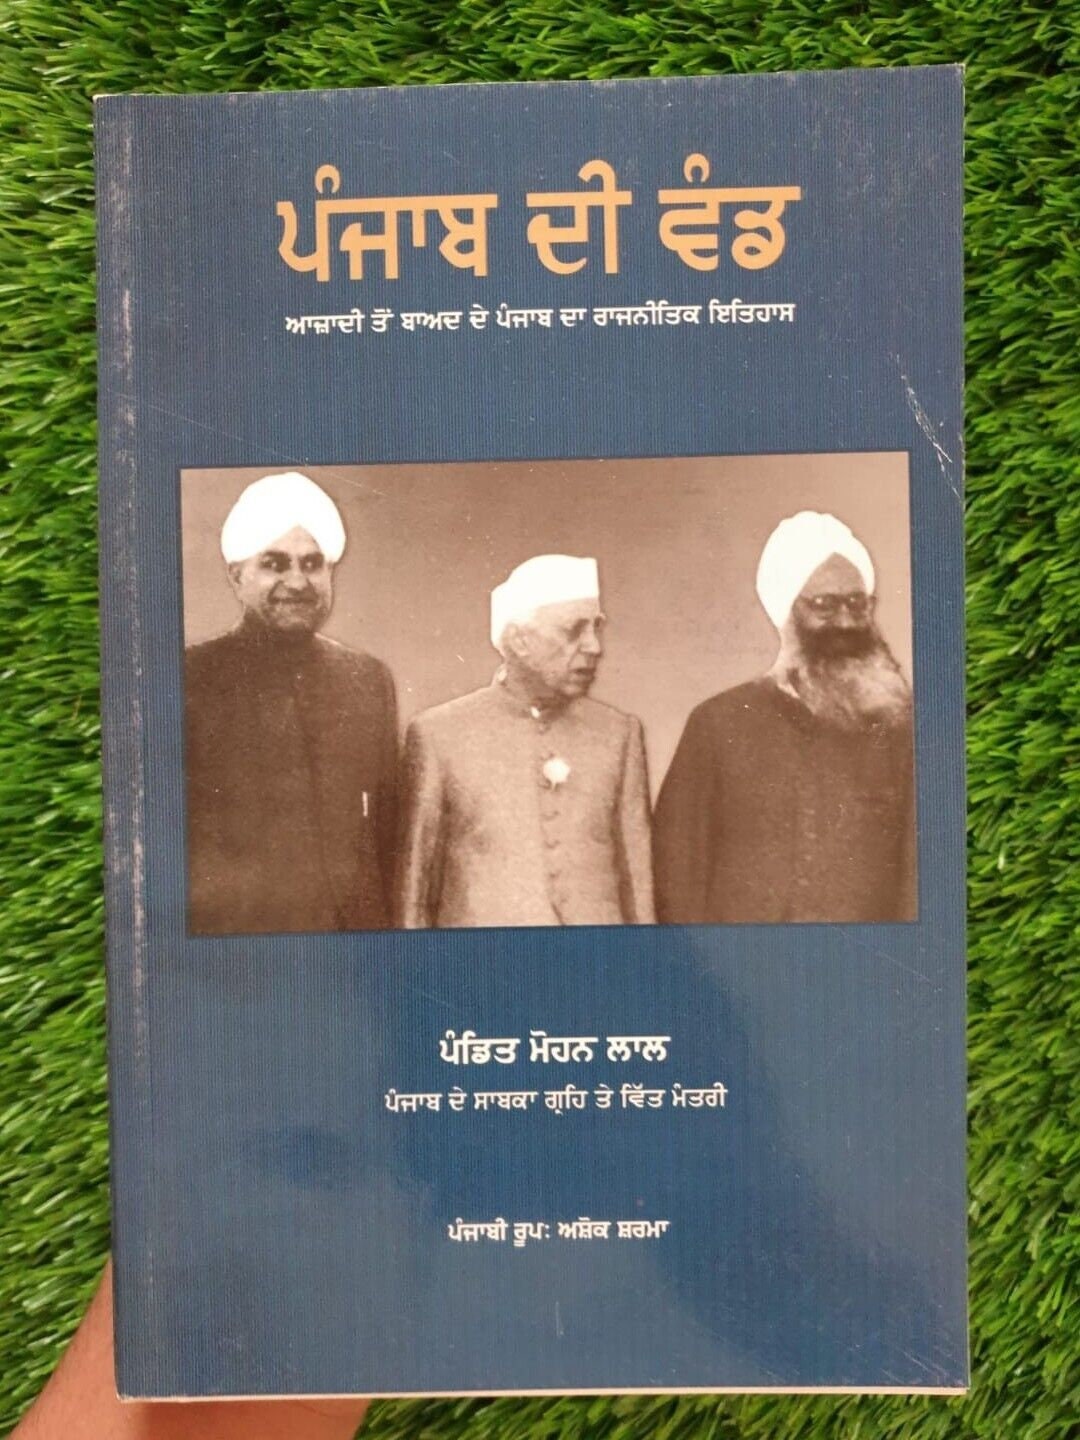 ਪੰਜਾਬ ਦੀ ਵੰਡ
ਆਜ਼ਾਦੀ ਤੋਂ ਬਾਅਦ ਦੇ ਪੰਜਾਬ ਦਾ ਰਾਜਨੀਤਿਕ ਇਤਿਹਾਸ
ਪੰਡਿਤ ਮੋਹਨ ਲਾਲ
ਪੰਜਾਬ ਦੇ ਸਾਬਕਾ ਗ੍ਰਹਿ ਤੇ ਵਿੱਤ ਮੰਤਰੀ
ਪੰਜਾਬੀ ਰੂਪ: ਅਸ਼ੋਕ ਸ਼ਰਮਾ